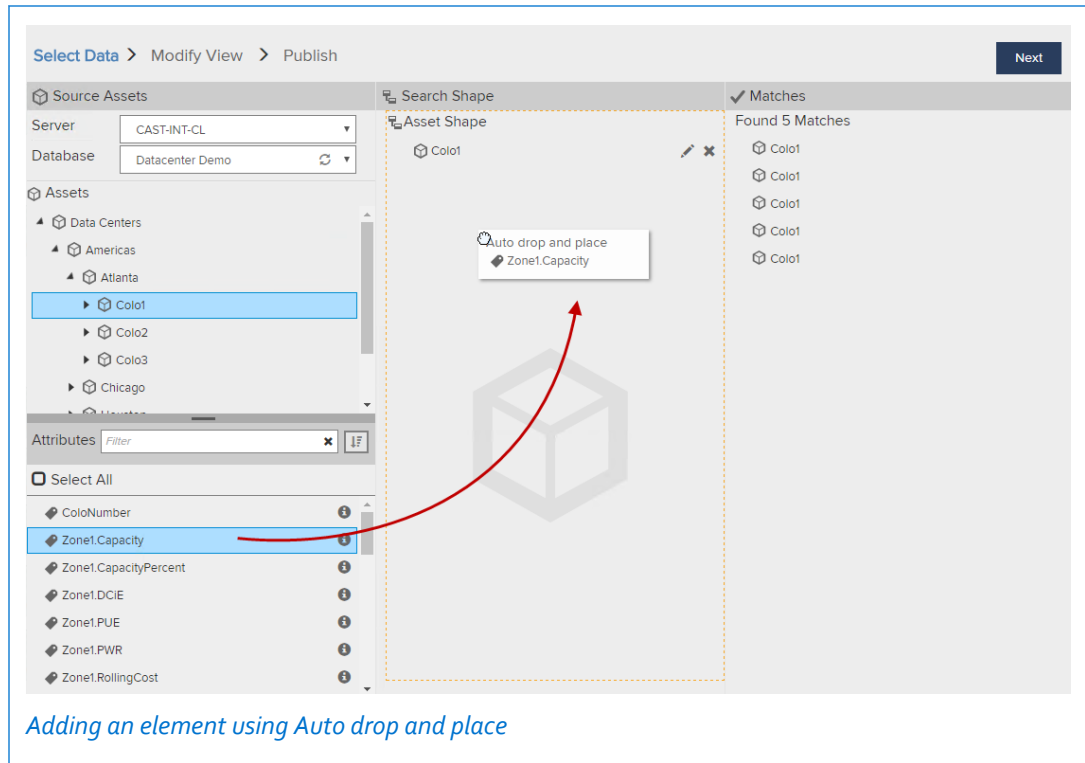 Select Data > Modify View > Publish
Next
Source Assets
Server CAST-INT-CL
Database Datacenter Demo
Assets
Data Centers
Americas
Atlanta
Colo1
Colo2
Colo3
Chicago
Attributes Filter
Select All
ColoNumber
Zone1.Capacity
Zone1.CapacityPercent
Zone1.DCiE
Zone1.PUE
Zone1.PWR
Zone1.RollingCost
Search Shape
Asset Shape
Colo1
Auto drop and place
Zone1.Capacity
Matches
Found 5 Matches
Colo1
Colo1
Colo1
Colo1
Colo1
Adding an element using Auto drop and place